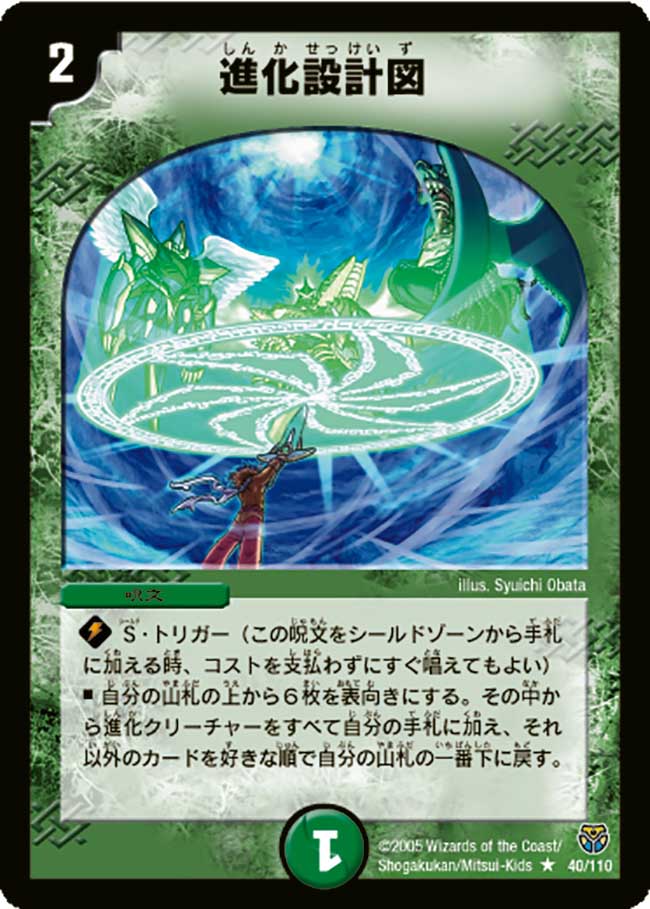 2
しんかせっけいず
進化設計図
illus. Syuichi Obata
呪文
S・トリガー（この呪文をシールドゾーンから手札
に加える時、コストを支払わずにすぐ唱えてもよい）
■ 自分の山札の上から６枚を表向きにする。その中か
ら進化クリーチャーをすべて自分の手札に加え、それ
以外のカードを好きな順で自分の山札の一番下に戻す。
1
©2005 Wizards of the Coast/
Shogakukan/Mitsui-Kids ★ 40/110